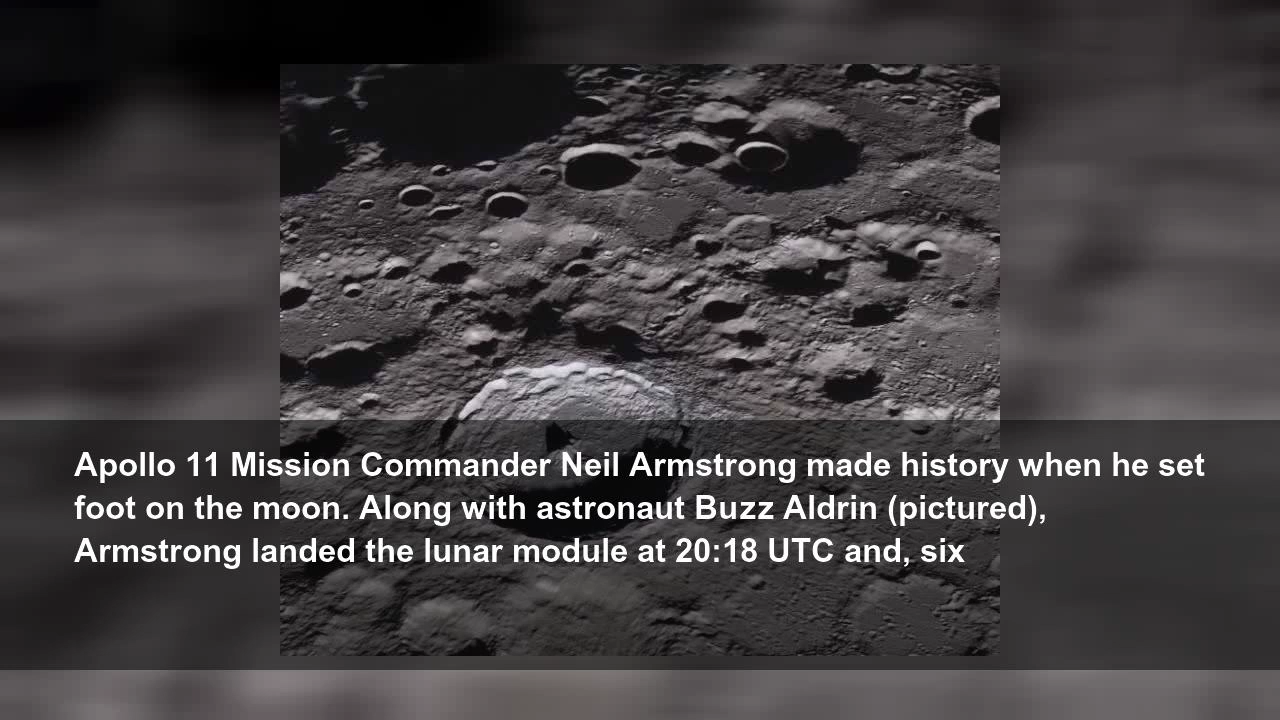 Apollo 11 Mission Commander Neil Armstrong made history when he set
foot on the moon. Along with astronaut Buzz Aldrin (pictured),
Armstrong landed the lunar module at 20:18 UTC and, six